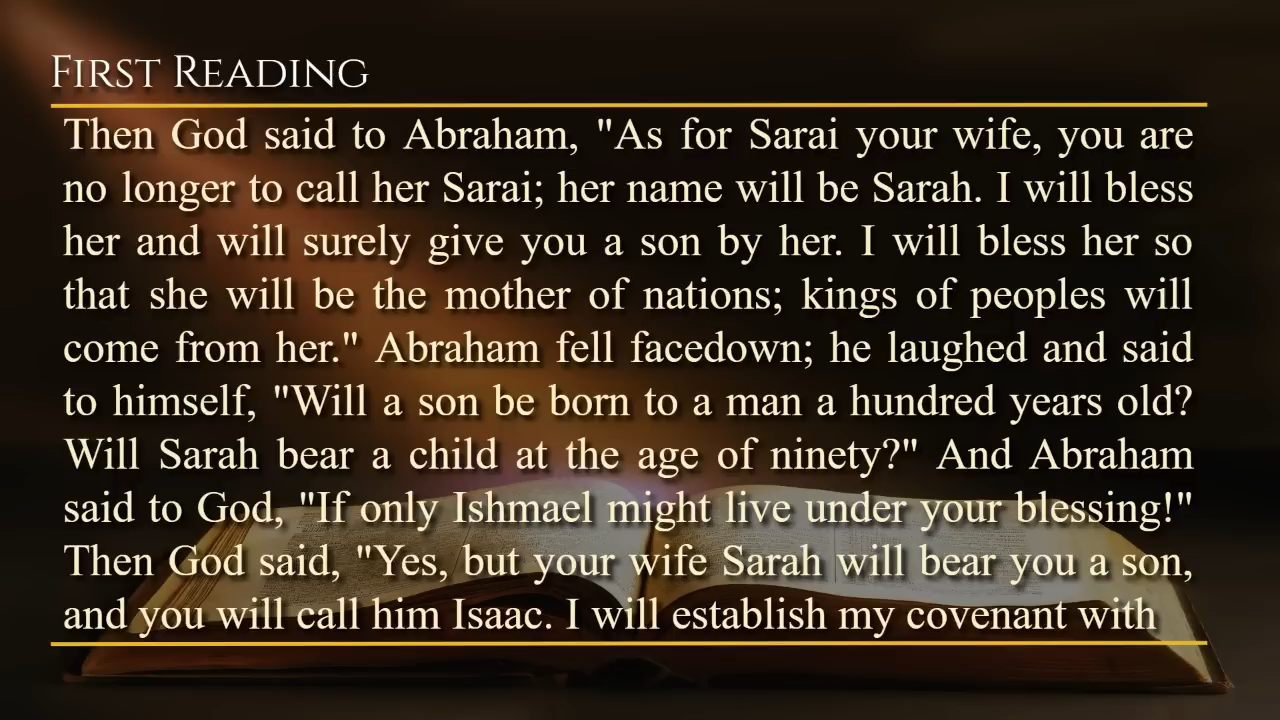 First Reading
Then God said to Abraham, "As for Sarai your wife, you are
no longer to call her Sarai; her name will be Sarah. I will bless
her and will surely give you a son by her. I will bless her so
that she will be the mother of nations; kings of peoples will
come from her." Abraham fell facedown; he laughed and said
to himself, "Will a son be born to a man a hundred years old?
Will Sarah bear a child at the age of ninety?" And Abraham
said to God, "If only Ishmael might live under your blessing!"
Then God said, "Yes, but your wife Sarah will bear you a son,
and you will call him Isaac. I will establish my covenant with